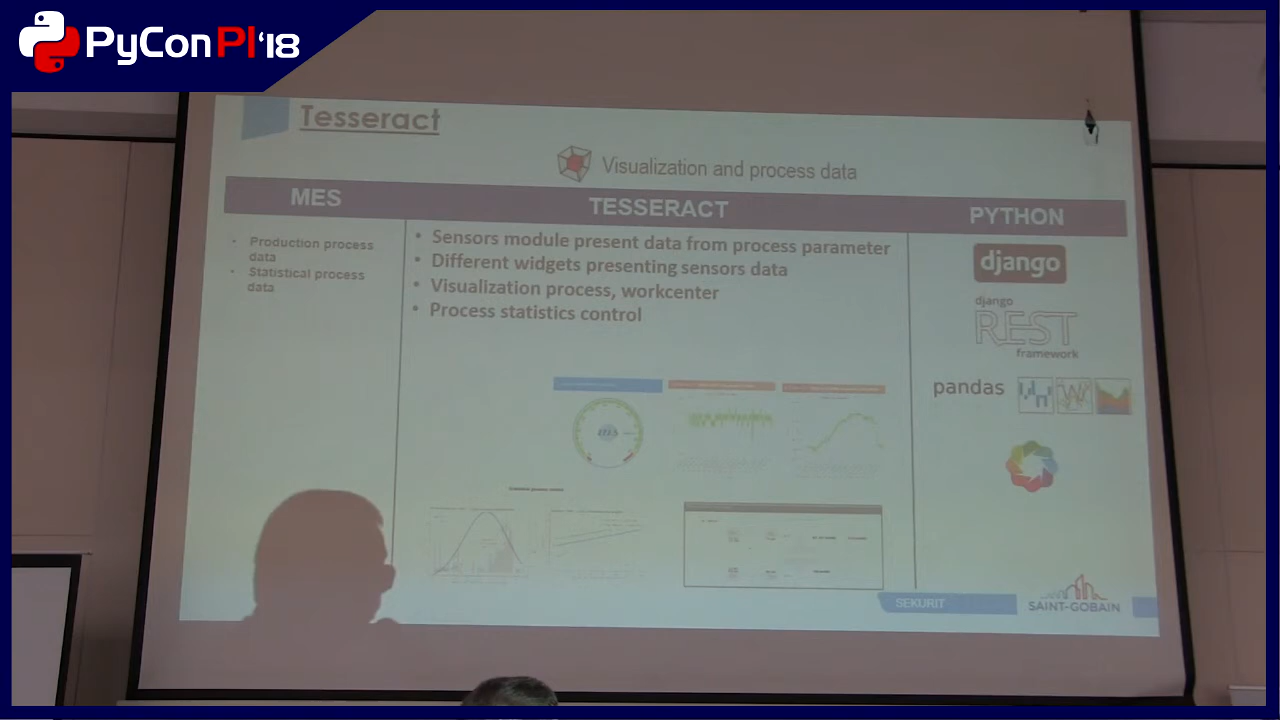 PyConPl'18
Tesseract
Visualization and process data
MES
TESSERACT
PYTHON
• Production process
data
• Statistical process
data
• Sensors module present data from process parameter
• Different widgets presenting sensors data
• Visualization process, workcenter
• Process statistics control
django
django
REST
framework
pandas
SEKURIT
SAINT-GOBAIN